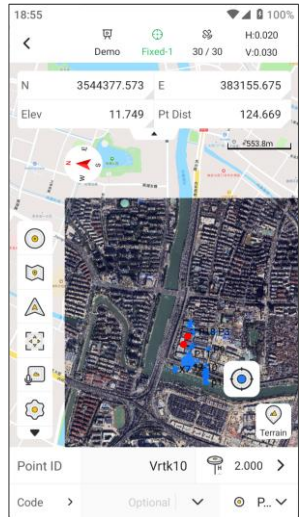 18:55 100%
H:0.020
Demo Fixed-1 30 / 30 V:0.030
N 3544377.573 E 383155.675
Elev 11.749 Pt Dist 124.669
553.8m
N
E
W
S
Terrain
Point ID Vrtk10 2.000
Code Optional P...